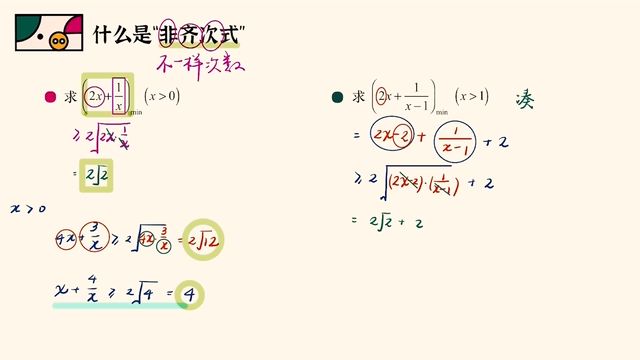 什么是“非齐次式”
不一样次数
求 (2x + 1/x)min (x > 0)
≥ 2√(2x · 1/x)
= 2√2
x > 0
4x + 3/x ≥ 2√(4x · 3/x) = 2√12
x + 4/x ≥ 2√4 = 4
求 (2x + 1/(x−1))min (x > 1) 凑
= 2x−2 + 1/(x−1) + 2
≥ 2√((2x−2)·(1/(x−1))) + 2
= 2√2 + 2